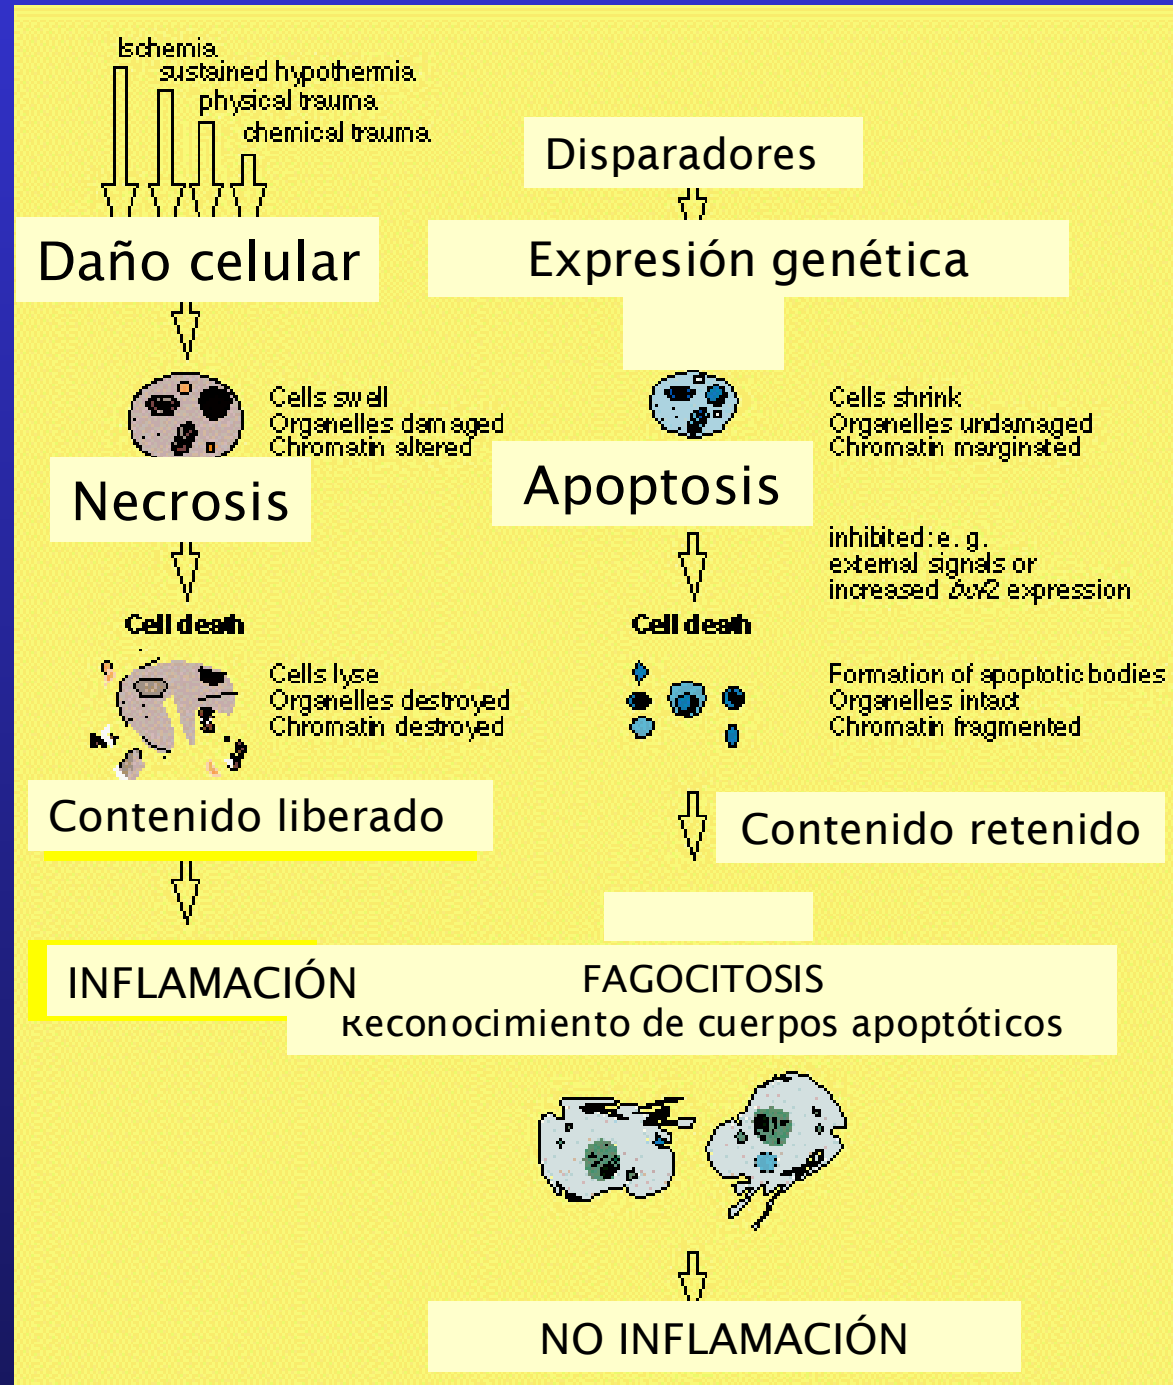 Ischemia
sustained hypothermia
physical trauma
chemical trauma
Daño celular
Cells swell
Organelles damaged
Chromatin altered
Necrosis
Cell death
Cells lyse
Organelles destroyed
Chromatin destroyed
Contenido liberado
INFLAMACIÓN
Disparadores
Expresión genética
Cells shrink
Organelles undamaged
Chromatin marginated
Apoptosis
inhibited: e. g.
external signals or
increased expression
Cell death
Formation of apoptotic bodies
Organelles intact
Chromatin fragmented
Contenido retenido
FAGOCITOSIS
Reconocimiento de cuerpos apoptóticos
NO INFLAMACIÓN